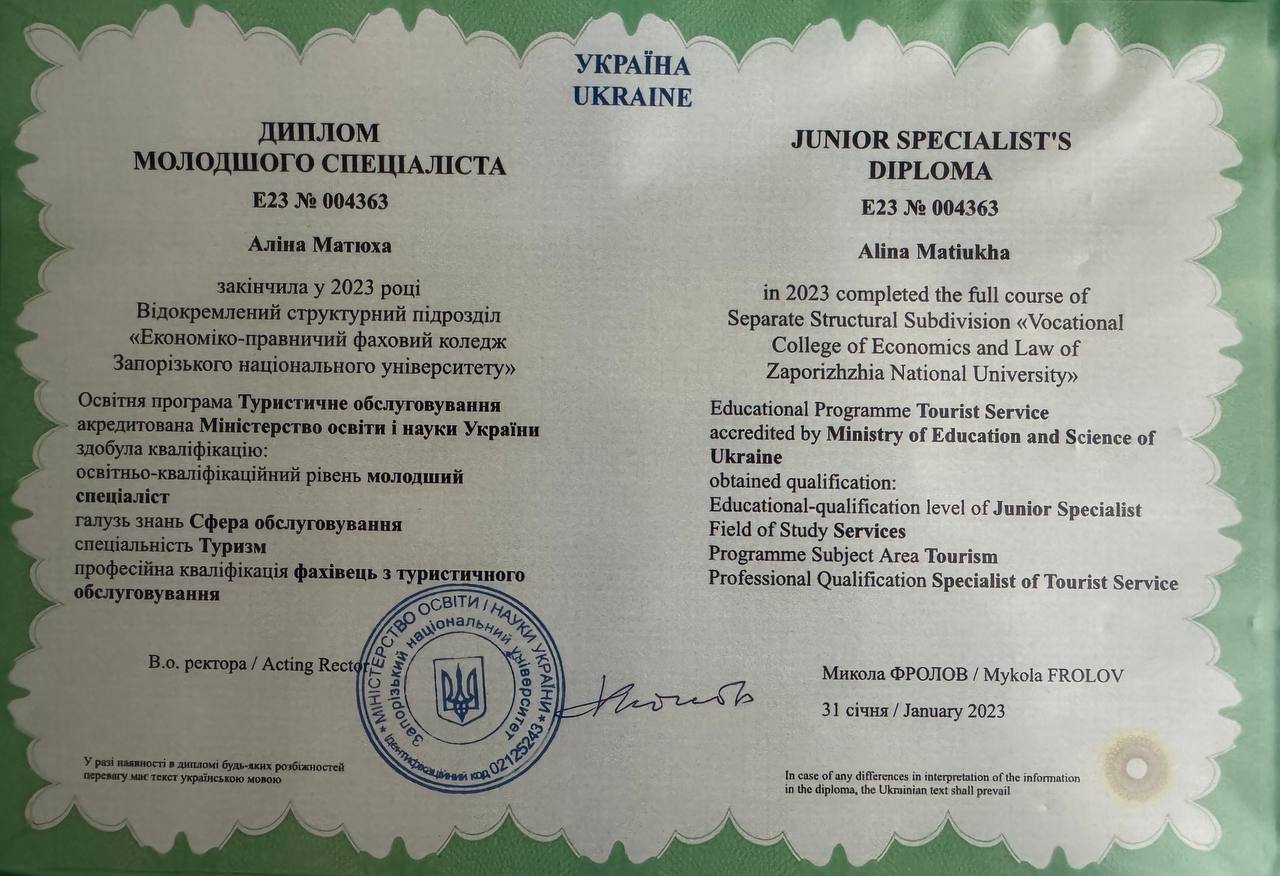 УКРАЇНА
UKRAINE
ДИПЛОМ
МОЛОДШОГО СПЕЦІАЛІСТА
Е23 № 004363
Аліна Матюха
закінчила у 2023 році
Відокремлений структурний підрозділ
«Економіко-правничий фаховий коледж
Запорізького національного університету»
Освітня програма Туристичне обслуговування
акредитована Міністерство освіти і науки України
здобула кваліфікацію:
освітньо-кваліфікаційний рівень молодший
спеціаліст
галузь знань Сфера обслуговування
спеціальність Туризм
професійна кваліфікація фахівець з туристичного
обслуговування
JUNIOR SPECIALIST'S
DIPLOMA
E23 № 004363
Alina Matiukha
in 2023 completed the full course of
Separate Structural Subdivision «Vocational
College of Economics and Law of
Zaporizhzhia National University»
Educational Programme Tourist Service
accredited by Ministry of Education and Science of
Ukraine
obtained qualification:
Educational-qualification level of Junior Specialist
Field of Study Services
Programme Subject Area Tourism
Professional Qualification Specialist of Tourist Service
В.о. ректора / Acting Rector
МІНІСТЕРСТВО ОСВІТИ І НАУКИ УКРАЇНИ
Запорізький національний університет
Ідентифікаційний код 02125243
Микола ФРОЛОВ / Mykola FROLOV
31 січня / January 2023
У разі наявності в дипломі будь-яких розбіжностей
перевагу має текст українською мовою
In case of any differences in interpretation of the information
in the diploma, the Ukrainian text shall prevail